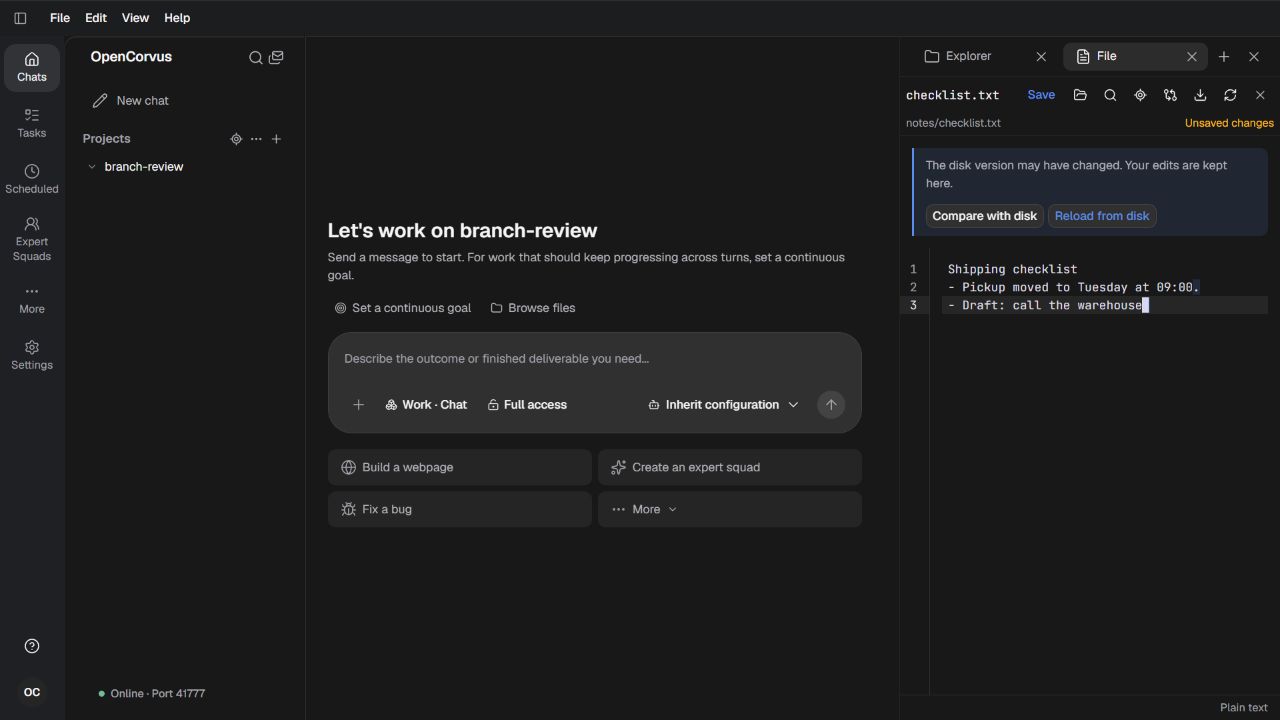 File Edit View Help
Chats
Tasks
Scheduled
Expert
Squads
More
Settings
OC
OpenCorvus
New chat
Projects
branch-review
Online · Port 41777
Let's work on branch-review
Send a message to start. For work that should keep progressing across turns, set a continuous
goal.
Set a continuous goal Browse files
Describe the outcome or finished deliverable you need...
Work · Chat Full access Inherit configuration
Build a webpage Create an expert squad
Fix a bug More
Explorer File
checklist.txt Save
notes/checklist.txt Unsaved changes
The disk version may have changed. Your edits are kept
here.
Compare with disk Reload from disk
1 Shipping checklist
2 - Pickup moved to Tuesday at 09:00.
3 - Draft: call the warehouse
Plain text